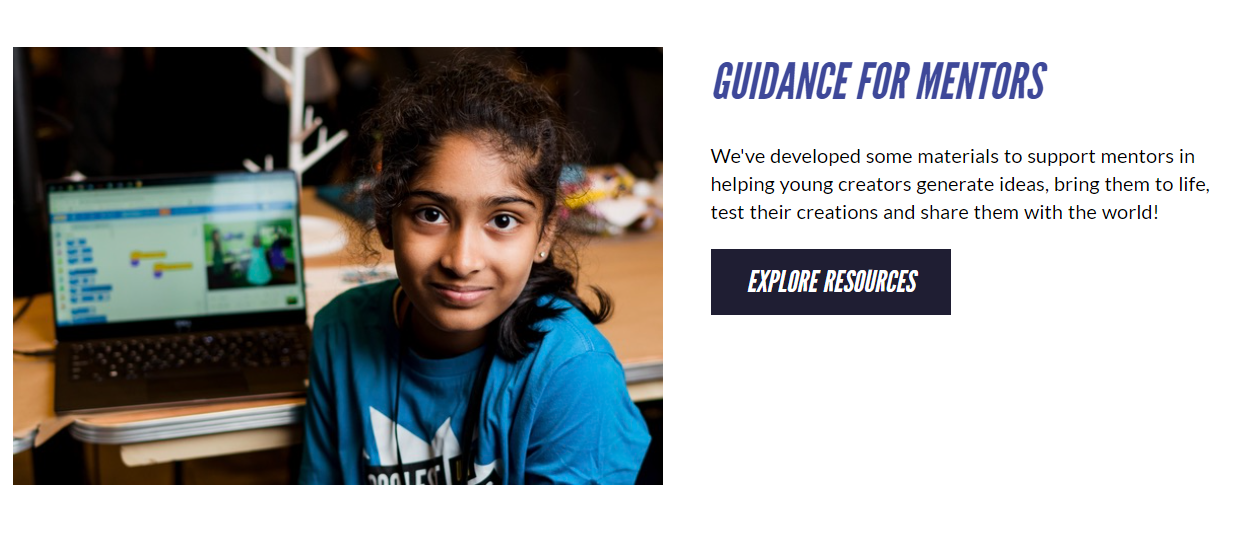 GUIDANCE FOR MENTORS
We've developed some materials to support mentors in
helping young creators generate ideas, bring them to life,
test their creations and share them with the world!
EXPLORE RESOURCES